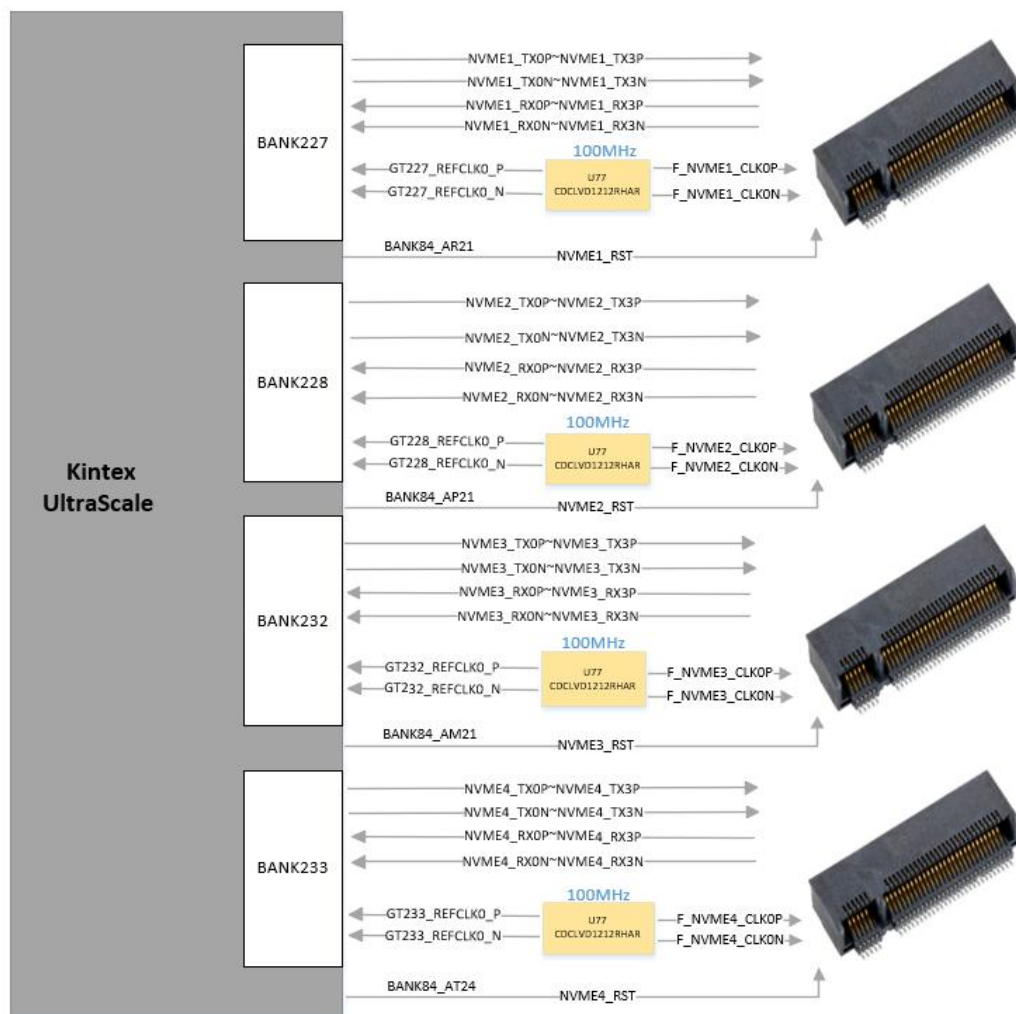 Kintex
UltraScale
BANK227
NVME1_TX0P~NVME1_TX3P
NVME1_TX0N~NVME1_TX3N
NVME1_RX0P~NVME1_RX3P
NVME1_RX0N~NVME1_RX3N
100MHz
GT227_REFCLK0_P
GT227_REFCLK0_N
U77
CDCLVD1212RHAR
F_NVME1_CLK0P
F_NVME1_CLK0N
BANK84_AR21
NVME1_RST
BANK228
NVME2_TX0P~NVME2_TX3P
NVME2_TX0N~NVME2_TX3N
NVME2_RX0P~NVME2_RX3P
NVME2_RX0N~NVME2_RX3N
100MHz
GT228_REFCLK0_P
GT228_REFCLK0_N
U77
CDCLVD1212RHAR
F_NVME2_CLK0P
F_NVME2_CLK0N
BANK84_AP21
NVME2_RST
BANK232
NVME3_TX0P~NVME3_TX3P
NVME3_TX0N~NVME3_TX3N
NVME3_RX0P~NVME3_RX3P
NVME3_RX0N~NVME3_RX3N
100MHz
GT232_REFCLK0_P
GT232_REFCLK0_N
U77
CDCLVD1212RHAR
F_NVME3_CLK0P
F_NVME3_CLK0N
BANK84_AM21
NVME3_RST
BANK233
NVME4_TX0P~NVME4_TX3P
NVME4_TX0N~NVME4_TX3N
NVME4_RX0P~NVME4_RX3P
NVME4_RX0N~NVME4_RX3N
100MHz
GT233_REFCLK0_P
GT233_REFCLK0_N
U77
CDCLVD1212RHAR
F_NVME4_CLK0P
F_NVME4_CLK0N
BANK84_AT24
NVME4_RST